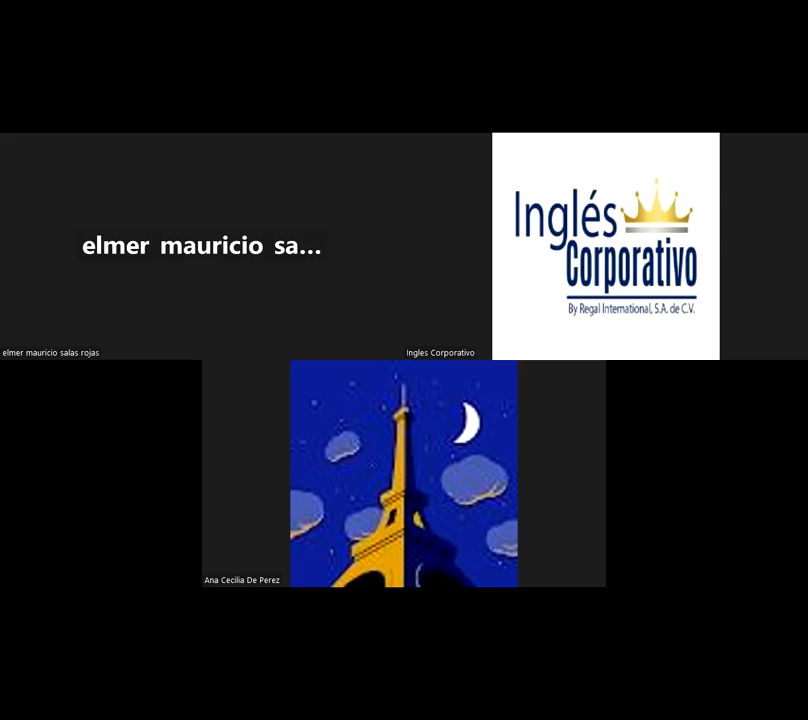 elmer mauricio sa...
Inglés
Corporativo
By Regal International, S.A. de C.V.
elmer mauricio salas rojas
Ingles Corporativo
Ana Cecilia De Perez